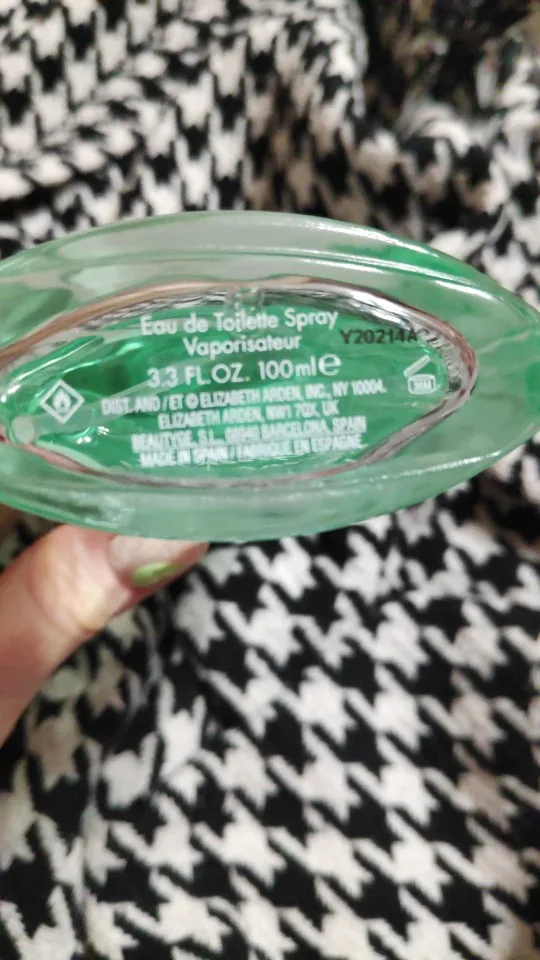 Eau de Toilette Spray
Vaporisateur
Y20214A
3.3 FL.OZ. 100ml℮
DIST. AND / ET © ELIZABETH ARDEN, INC., NY 10004.
ELIZABETH ARDEN, NW1 7QX, UK
BEAUTYGE, S.L., 08040 BARCELONA, SPAIN
MADE IN SPAIN / FABRIQUÉ EN ESPAGNE